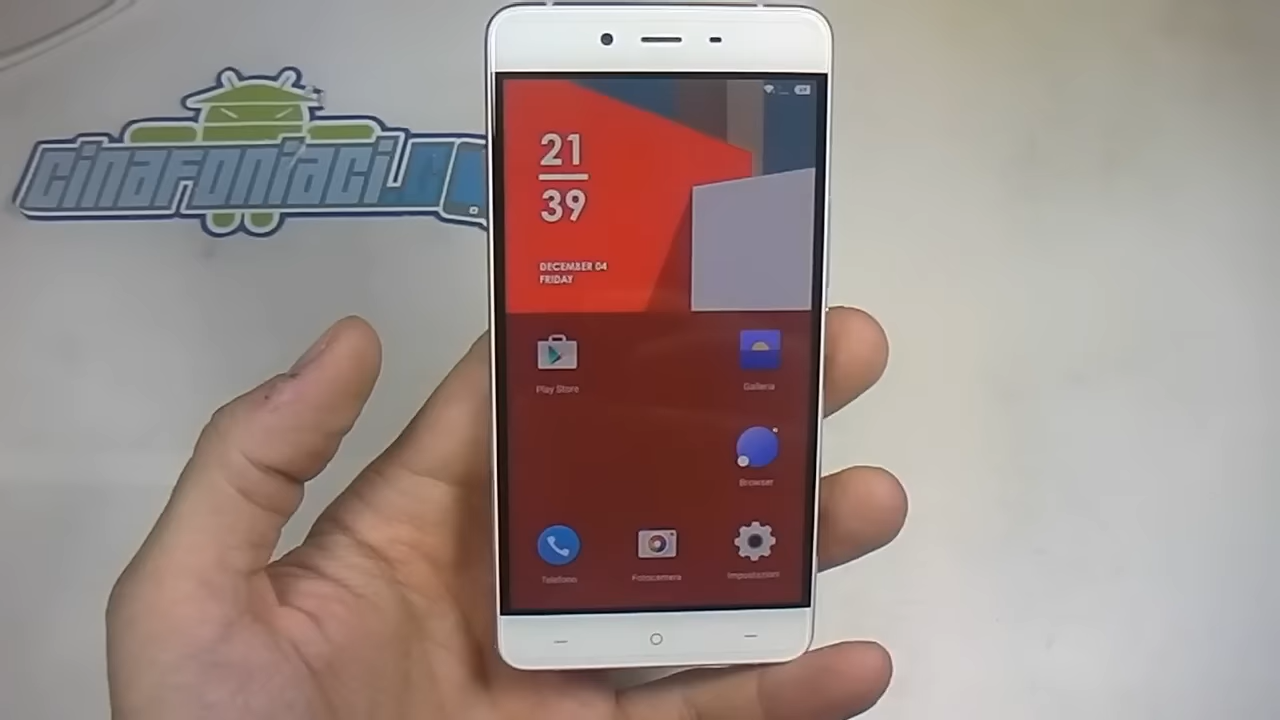 CINAFONIACI.C
21
39
DECEMBER 04
FRIDAY
Play Store
Galleria
Browser
Telefono
Fotocamera
Impostazioni